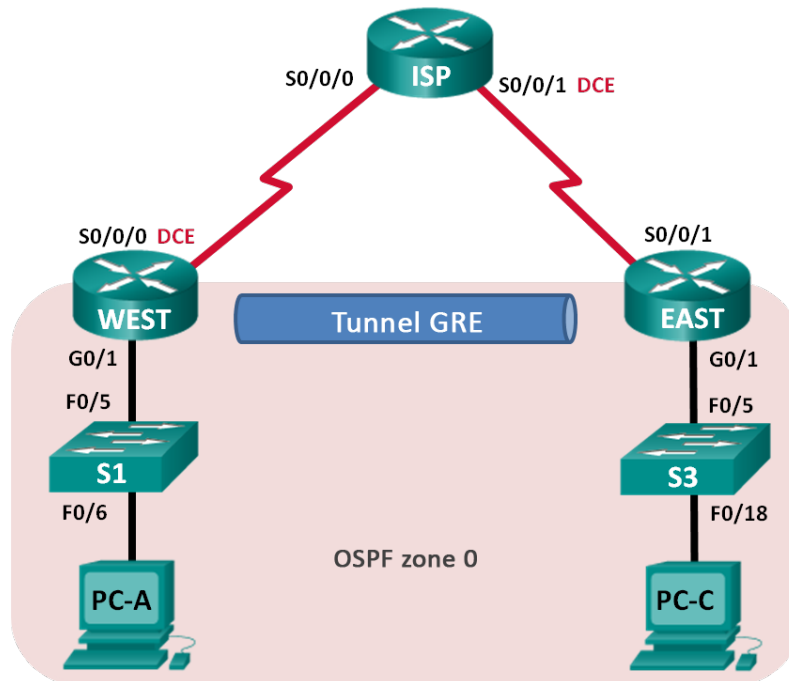 ISP
S0/0/0
S0/0/1 DCE
S0/0/0 DCE
S0/0/1
WEST
Tunnel GRE
EAST
G0/1
G0/1
F0/5
F0/5
S1
S3
F0/6
F0/18
OSPF zone 0
PC-A
PC-C